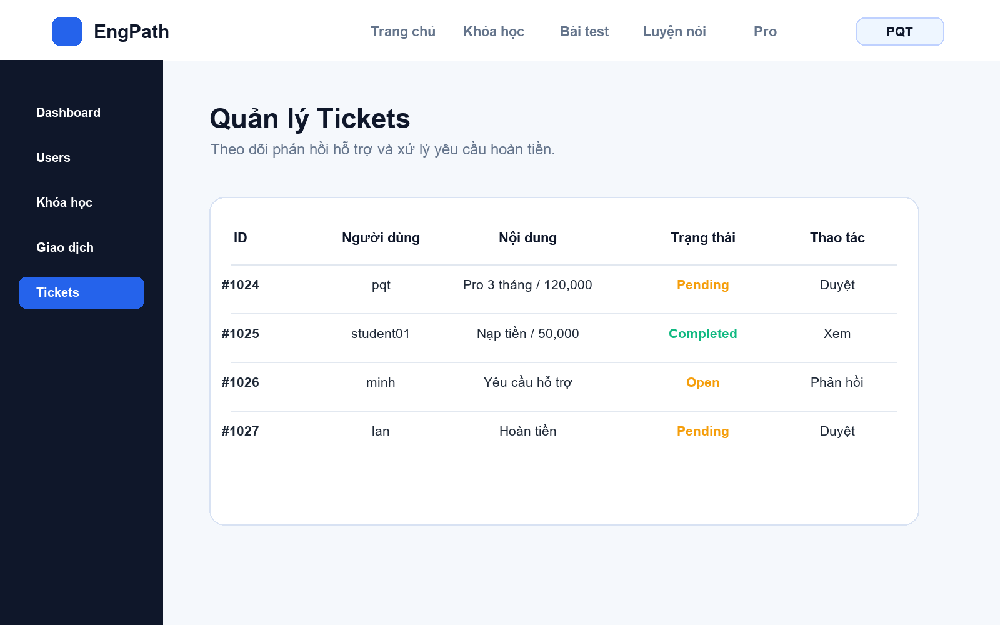 EngPath Trang chủ Khóa học Bài test Luyện nói Pro PQT
Dashboard
Users
Khóa học
Giao dịch
Tickets
Quản lý Tickets
Theo dõi phản hồi hỗ trợ và xử lý yêu cầu hoàn tiền.
ID Người dùng Nội dung Trạng thái Thao tác
#1024 pqt Pro 3 tháng / 120,000 Pending Duyệt
#1025 student01 Nạp tiền / 50,000 Completed Xem
#1026 minh Yêu cầu hỗ trợ Open Phản hồi
#1027 lan Hoàn tiền Pending Duyệt